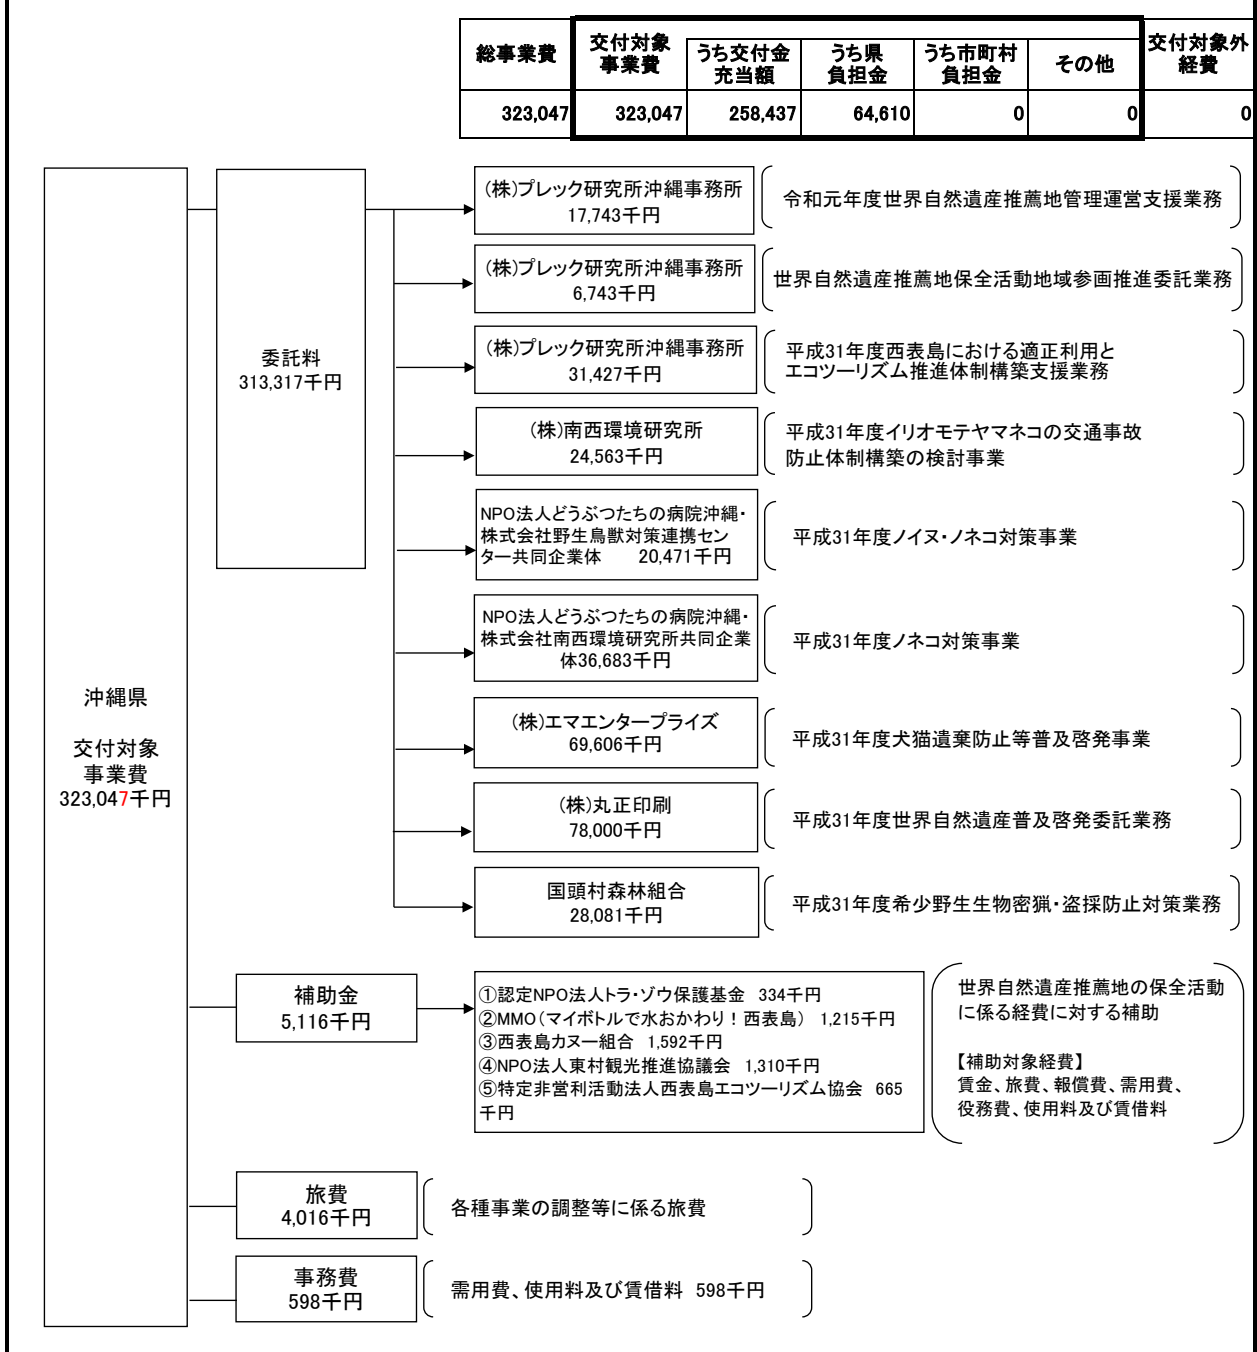 総事業費
交付対象
事業費
うち交付金
充当額
うち県
負担金
うち市町村
負担金
その他
交付対象外
経費
323,047
323,047
258,437
64,610
0
0
0
沖縄県
交付対象
事業費
323,047千円
委託料
313,317千円
(株)プレック研究所沖縄事務所
17,743千円
令和元年度世界自然遺産推薦地管理運営支援業務
(株)プレック研究所沖縄事務所
6,743千円
世界自然遺産推薦地保全活動地域参画推進委託業務
(株)プレック研究所沖縄事務所
31,427千円
平成31年度西表島における適正利用と
エコツーリズム推進体制構築支援業務
(株)南西環境研究所
24,563千円
平成31年度イリオモテヤマネコの交通事故
防止体制構築の検討事業
NPO法人どうぶつたちの病院沖縄・
株式会社野生鳥獣対策連携セン
ター共同企業体 20,471千円
平成31年度ノイヌ・ノネコ対策事業
NPO法人どうぶつたちの病院沖縄・
株式会社南西環境研究所共同企業
体36,683千円
平成31年度ノネコ対策事業
(株)エマエンタープライズ
69,606千円
平成31年度犬猫遺棄防止等普及啓発事業
(株)丸正印刷
78,000千円
平成31年度世界自然遺産普及啓発委託業務
国頭村森林組合
28,081千円
平成31年度希少野生生物密猟・盗採防止対策業務
補助金
5,116千円
①認定NPO法人トラ・ゾウ保護基金 334千円
②MMO(マイボトルで水おかわり!西表島) 1,215千円
③西表島カヌー組合 1,592千円
④NPO法人東村観光推進協議会 1,310千円
⑤特定非営利活動法人西表島エコツーリズム協会 665
千円
世界自然遺産推薦地の保全活動
に係る経費に対する補助
【補助対象経費】
賃金、旅費、報償費、需用費、
役務費、使用料及び賃借料
旅費
4,016千円
各種事業の調整等に係る旅費
事務費
598千円
需用費、使用料及び賃借料 598千円